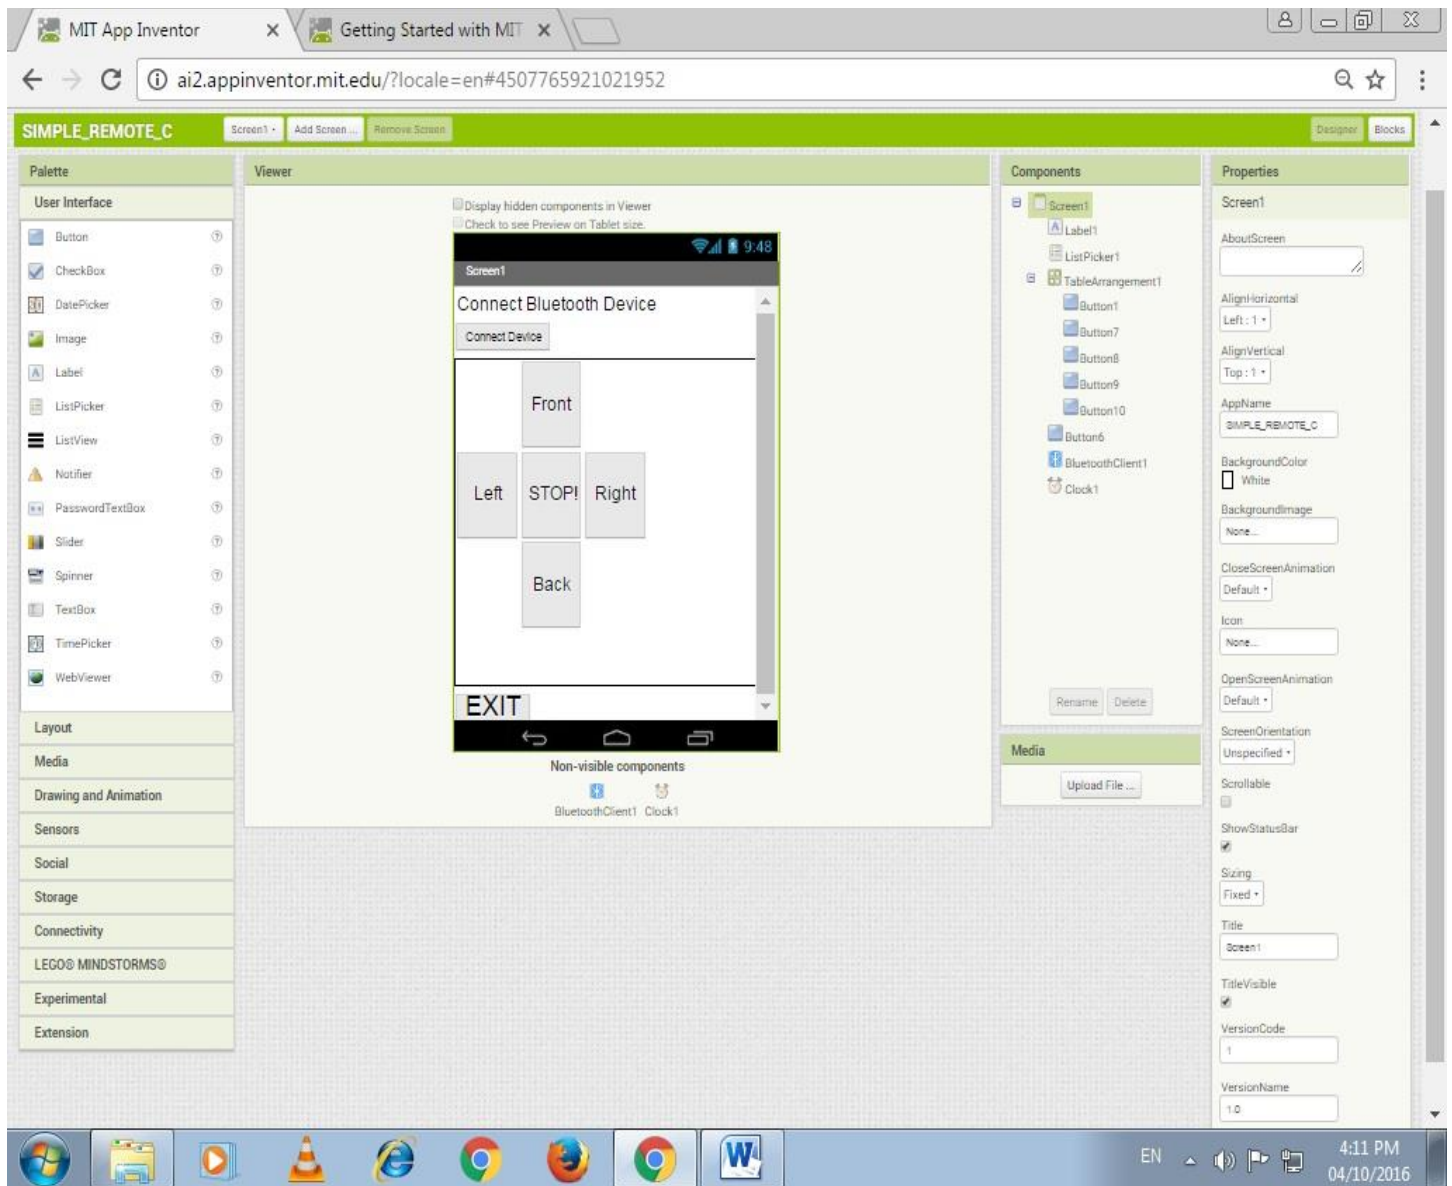 MIT App Inventor
Getting Started with MIT
ai2.appinventor.mit.edu/?locale=en#4507765921021952
SIMPLE_REMOTE_C
Screen1
Add Screen ...
Remove Screen
Designer
Blocks
Palette
User Interface
Button
CheckBox
DatePicker
Image
Label
ListPicker
ListView
Notifier
PasswordTextBox
Slider
Spinner
TextBox
TimePicker
WebViewer
Layout
Media
Drawing and Animation
Sensors
Social
Storage
Connectivity
LEGO® MINDSTORMS®
Experimental
Extension
Viewer
Display hidden components in Viewer
Check to see Preview on Tablet size.
9:48
Screen1
Connect Bluetooth Device
Connect Device
Front
Left STOP! Right
Back
EXIT
Non-visible components
BluetoothClient1 Clock1
Components
Screen1
Label1
ListPicker1
TableArrangement1
Button1
Button7
Button8
Button9
Button10
Button6
BluetoothClient1
Clock1
Rename Delete
Media
Upload File ...
Properties
Screen1
AboutScreen
AlignHorizontal
Left : 1
AlignVertical
Top : 1
AppName
SIMPLE_REMOTE_C
BackgroundColor
White
BackgroundImage
None...
CloseScreenAnimation
Default
Icon
None...
OpenScreenAnimation
Default
ScreenOrientation
Unspecified
Scrollable
ShowStatusBar
Sizing
Fixed
Title
Screen1
TitleVisible
VersionCode
1
VersionName
1.0
EN
4:11 PM
04/10/2016